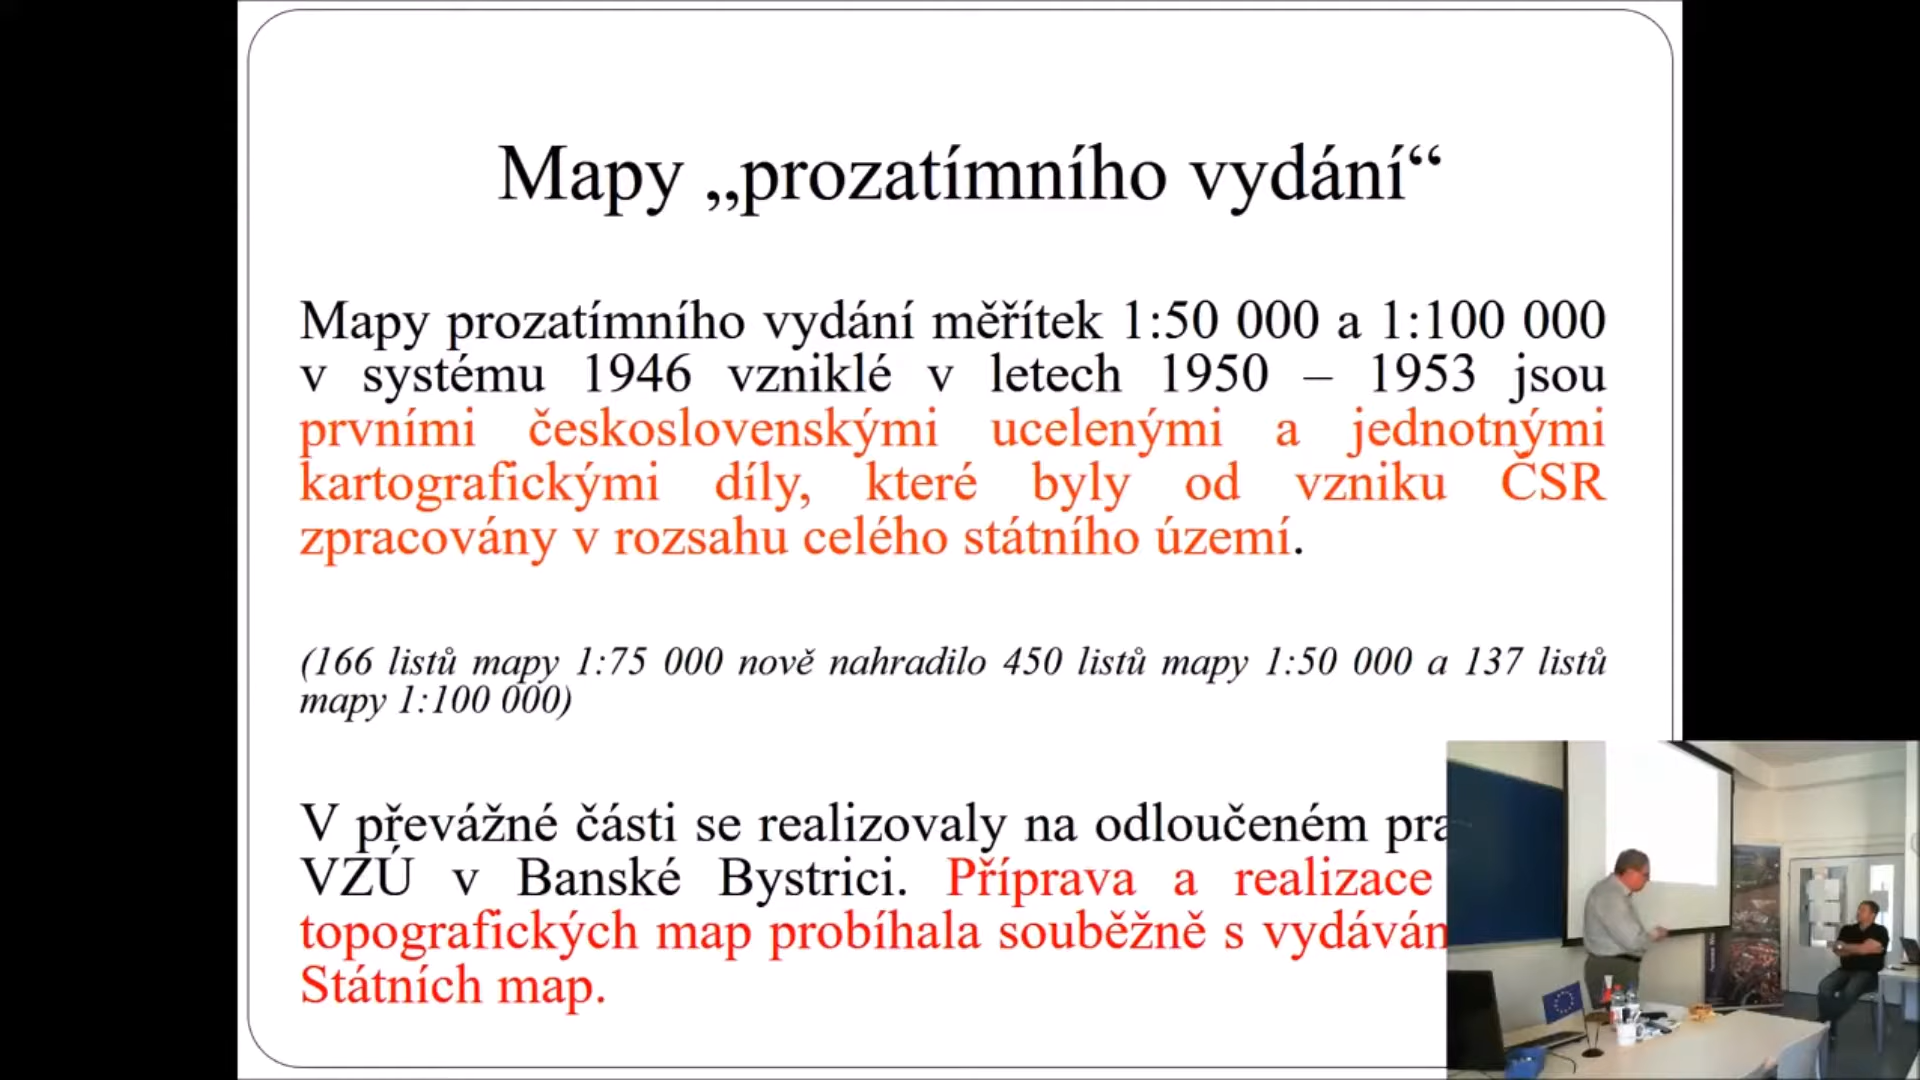 Mapy „prozatímního vydání“
Mapy prozatímního vydání měřítek 1:50 000 a 1:100 000
v systému 1946 vzniklé v letech 1950 – 1953 jsou
prvními československými ucelenými a jednotnými
kartografickými díly, které byly od vzniku ČSR
zpracovány v rozsahu celého státního území.
(166 listů mapy 1:75 000 nově nahradilo 450 listů mapy 1:50 000 a 137 listů
mapy 1:100 000)
V převážné části se realizovaly na odloučeném
VZÚ v Banské Bystrici. Příprava a realizace
topografických map probíhala souběžně s
Státních map.